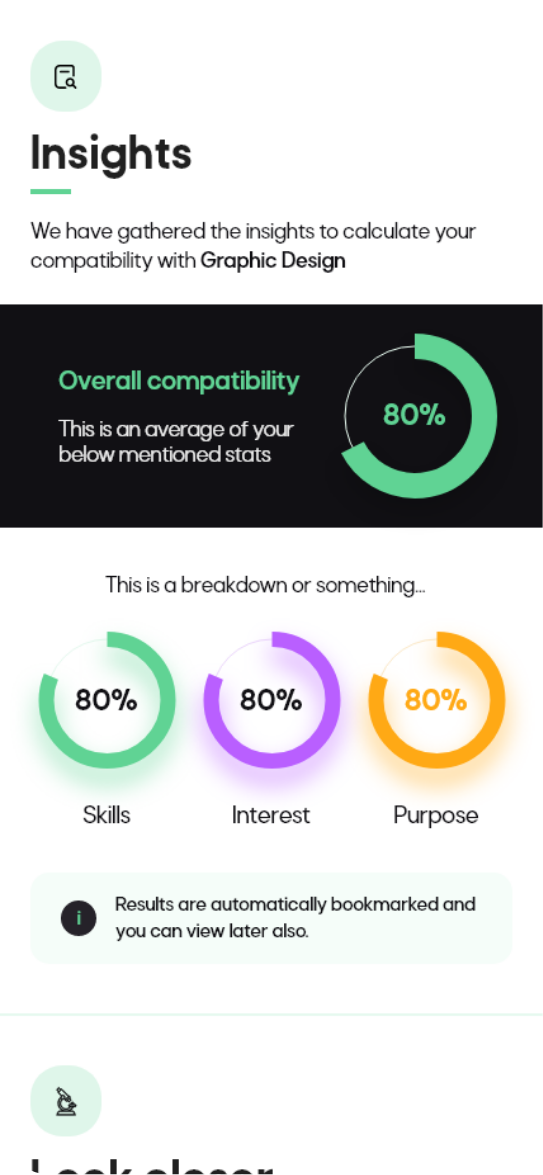 Insights
We have gathered the insights to calculate your
compatibility with Graphic Design
Overall compatibility
This is an average of your
below mentioned stats
80%
This is a breakdown or something...
80% 80% 80%
Skills Interest Purpose
i
Results are automatically bookmarked and
you can view later also.
Look closer